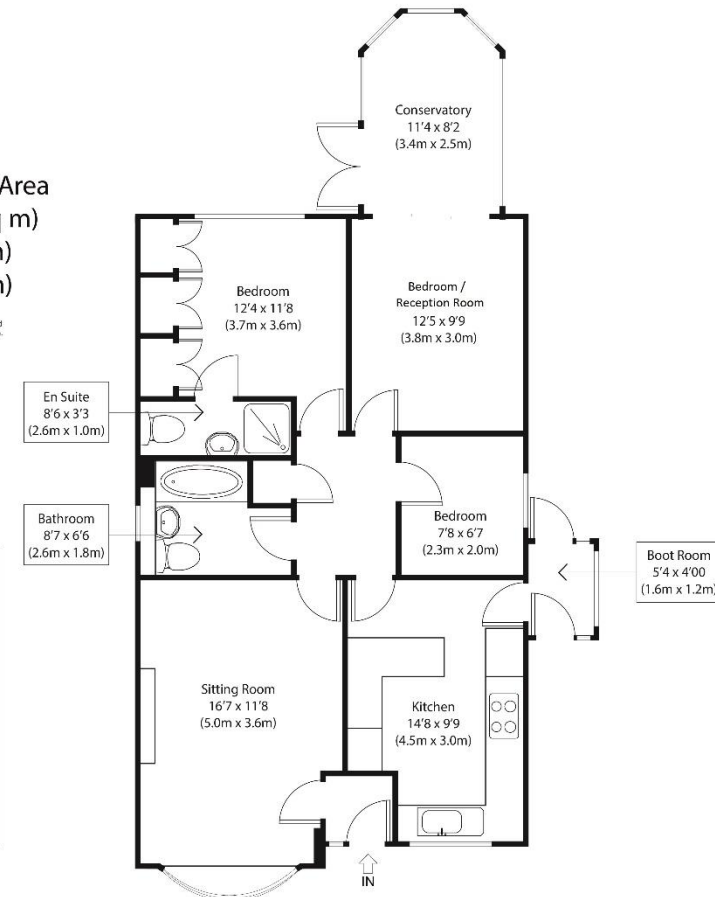 Conservatory
11'4 x 8'2
(3.4m x 2.5m)
Area
m)
Bedroom
12'4 x 11'8
(3.7m x 3.6m)
Bedroom /
Reception Room
12'5 x 9'9
(3.8m x 3.0m)
En Suite
8'6 x 3'3
(2.6m x 1.0m)
Bathroom
8'7 x 6'6
(2.6m x 1.8m)
Bedroom
7'8 x 6'7
(2.3m x 2.0m)
Boot Room
5'4 x 4'00
(1.6m x 1.2m)
Sitting Room
16'7 x 11'8
(5.0m x 3.6m)
Kitchen
14'8 x 9'9
(4.5m x 3.0m)
IN